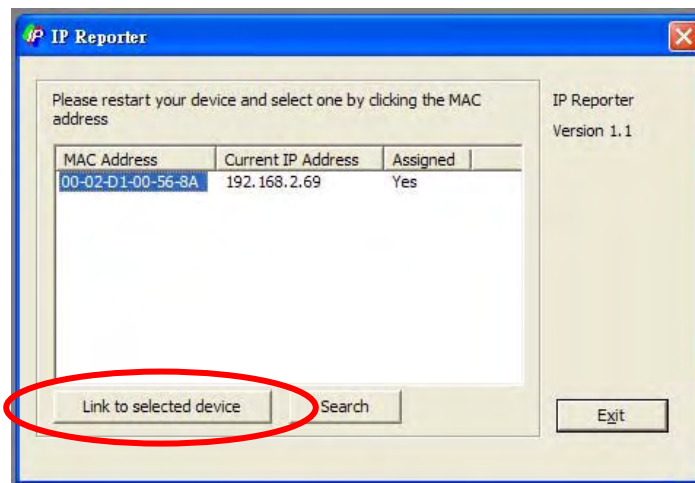 IP Reporter
Please restart your device and select one by clicking the MAC
address
IP Reporter
Version 1.1
MAC Address Current IP Address Assigned
00-02-D1-00-56-8A 192.168.2.69 Yes
Link to selected device Search
Exit